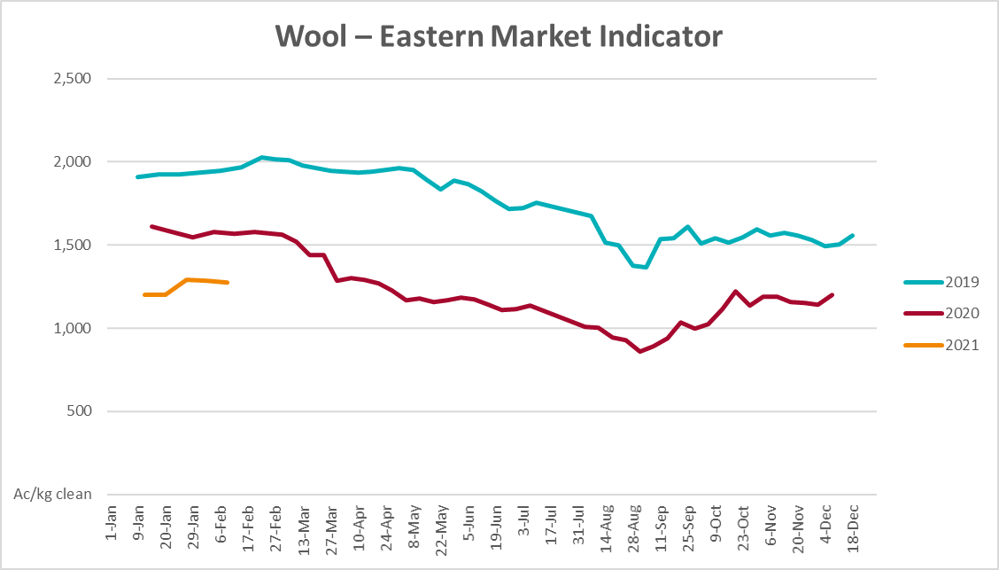 Wool – Eastern Market Indicator
2,500
2,000
1,500
1,000
500
Ac/kg clean
2019
2020
2021
1-Jan
9-Jan
20-Jan
29-Jan
6-Feb
17-Feb
27-Feb
13-Mar
27-Mar
10-Apr
24-Apr
8-May
22-May
5-Jun
19-Jun
3-Jul
17-Jul
31-Jul
14-Aug
28-Aug
11-Sep
25-Sep
9-Oct
23-Oct
6-Nov
20-Nov
4-Dec
18-Dec